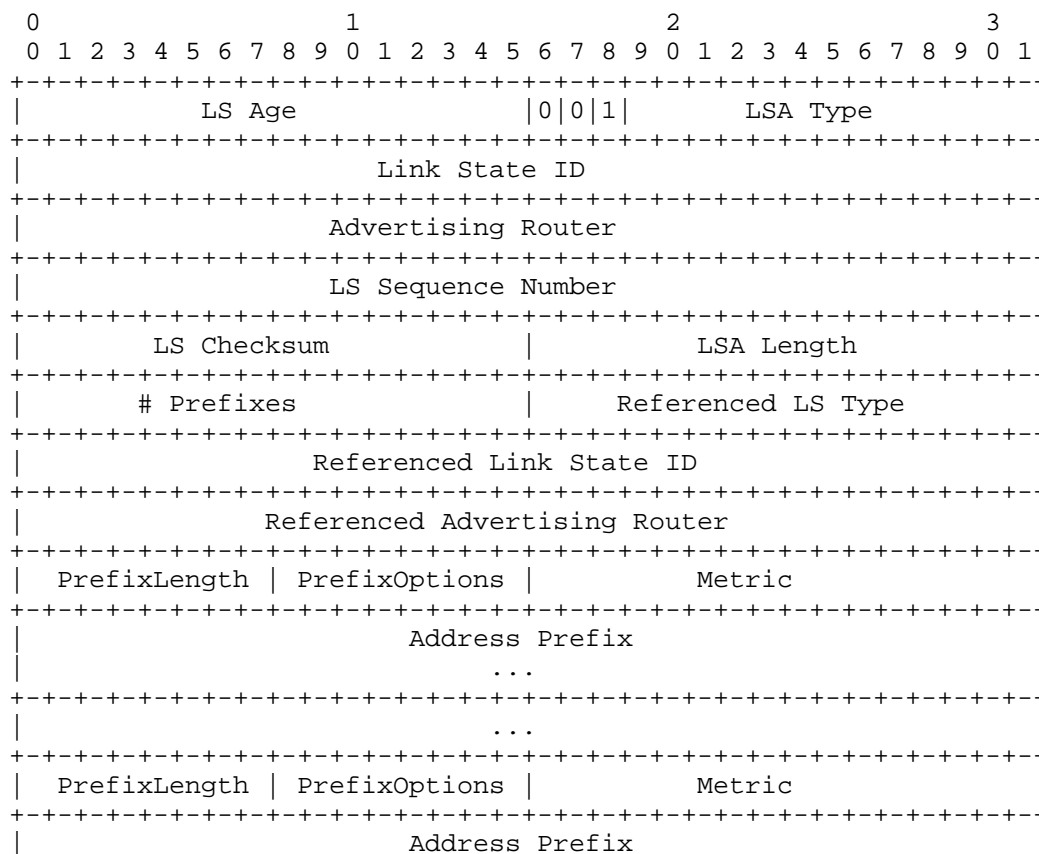 0                   1                   2                   3
 0 1 2 3 4 5 6 7 8 9 0 1 2 3 4 5 6 7 8 9 0 1 2 3 4 5 6 7 8 9 0 1
+-+-+-+-+-+-+-+-+-+-+-+-+-+-+-+-+-+-+-+-+-+-+-+-+-+-+-+-+-+-+-+--
|           LS Age              |0|0|1|       LSA Type
+-+-+-+-+-+-+-+-+-+-+-+-+-+-+-+-+-+-+-+-+-+-+-+-+-+-+-+-+-+-+-+--
|                      Link State ID
+-+-+-+-+-+-+-+-+-+-+-+-+-+-+-+-+-+-+-+-+-+-+-+-+-+-+-+-+-+-+-+--
|                   Advertising Router
+-+-+-+-+-+-+-+-+-+-+-+-+-+-+-+-+-+-+-+-+-+-+-+-+-+-+-+-+-+-+-+--
|                   LS Sequence Number
+-+-+-+-+-+-+-+-+-+-+-+-+-+-+-+-+-+-+-+-+-+-+-+-+-+-+-+-+-+-+-+--
|        LS Checksum            |          LSA Length
+-+-+-+-+-+-+-+-+-+-+-+-+-+-+-+-+-+-+-+-+-+-+-+-+-+-+-+-+-+-+-+--
|       # Prefixes              |     Referenced LS Type
+-+-+-+-+-+-+-+-+-+-+-+-+-+-+-+-+-+-+-+-+-+-+-+-+-+-+-+-+-+-+-+--
|                  Referenced Link State ID
+-+-+-+-+-+-+-+-+-+-+-+-+-+-+-+-+-+-+-+-+-+-+-+-+-+-+-+-+-+-+-+--
|               Referenced Advertising Router
+-+-+-+-+-+-+-+-+-+-+-+-+-+-+-+-+-+-+-+-+-+-+-+-+-+-+-+-+-+-+-+--
|  PrefixLength | PrefixOptions |          Metric
+-+-+-+-+-+-+-+-+-+-+-+-+-+-+-+-+-+-+-+-+-+-+-+-+-+-+-+-+-+-+-+--
|                        Address Prefix
|                             ...
+-+-+-+-+-+-+-+-+-+-+-+-+-+-+-+-+-+-+-+-+-+-+-+-+-+-+-+-+-+-+-+--
|                             ...
+-+-+-+-+-+-+-+-+-+-+-+-+-+-+-+-+-+-+-+-+-+-+-+-+-+-+-+-+-+-+-+--
|  PrefixLength | PrefixOptions |          Metric
+-+-+-+-+-+-+-+-+-+-+-+-+-+-+-+-+-+-+-+-+-+-+-+-+-+-+-+-+-+-+-+--
|                        Address Prefix